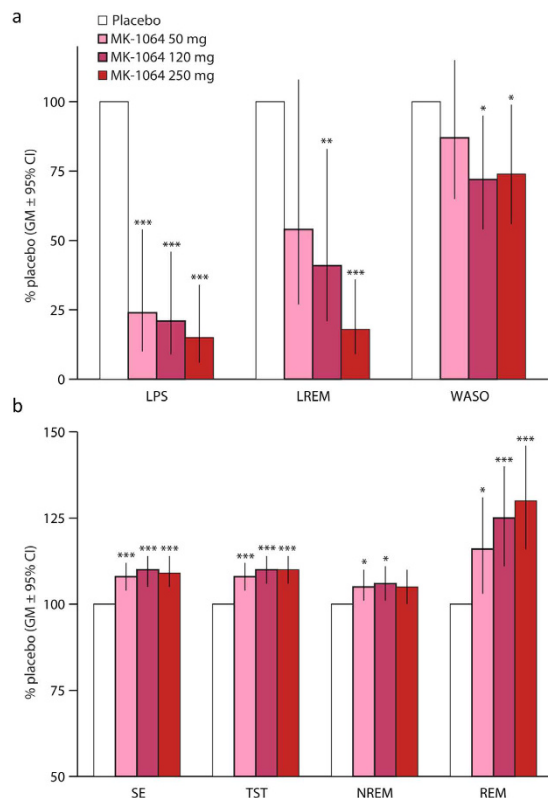 a
Placebo
MK-1064 50 mg
MK-1064 120 mg
MK-1064 250 mg
% placebo (GM ± 95% CI)
100
75
50
25
0
***
***
***
**
***
*
*
LPS
LREM
WASO
b
% placebo (GM ± 95% CI)
150
125
100
75
50
***
***
***
***
***
***
*
*
*
***
***
SE
TST
NREM
REM